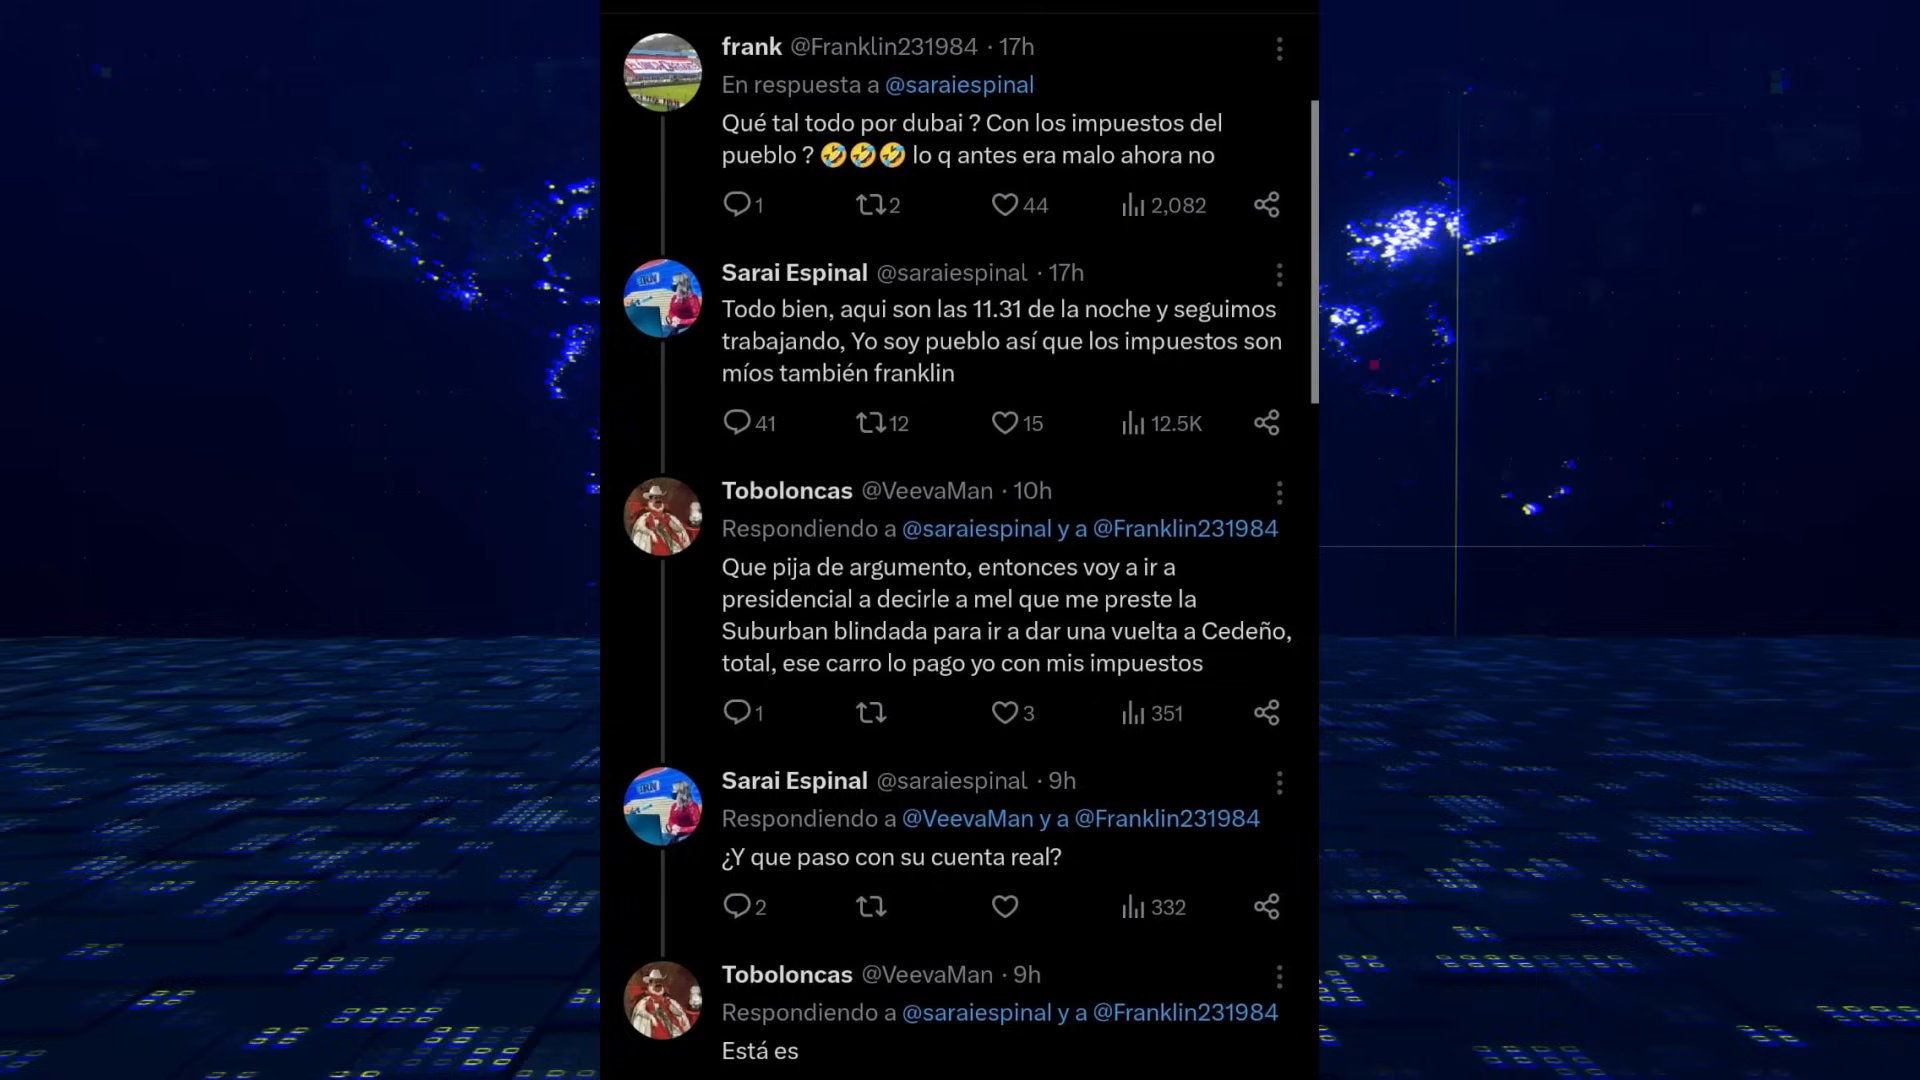 frank @Franklin231984 · 17h
En respuesta a @saraiespinal
Qué tal todo por dubai ? Con los impuestos del
pueblo ? 🤣🤣🤣 lo q antes era malo ahora no
1 2 44 2,082
Sarai Espinal @saraiespinal · 17h
Todo bien, aqui son las 11.31 de la noche y seguimos
trabajando, Yo soy pueblo así que los impuestos son
míos también franklin
41 12 15 12.5K
Toboloncas @VeevaMan · 10h
Respondiendo a @saraiespinal y a @Franklin231984
Que pija de argumento, entonces voy a ir a
presidencial a decirle a mel que me preste la
Suburban blindada para ir a dar una vuelta a Cedeño,
total, ese carro lo pago yo con mis impuestos
1 3 351
Sarai Espinal @saraiespinal · 9h
Respondiendo a @VeevaMan y a @Franklin231984
¿Y que paso con su cuenta real?
2 332
Toboloncas @VeevaMan · 9h
Respondiendo a @saraiespinal y a @Franklin231984
Está es